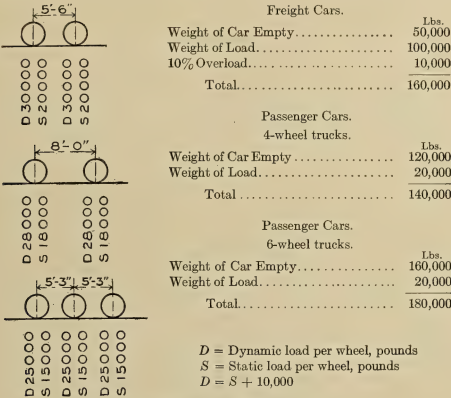 5'-6"
D 30000
S 20000
D 30000
S 20000
Freight Cars.
Lbs.
Weight of Car Empty.................... 50,000
Weight of Load......................... 100,000
10% Overload........................... 10,000
Total.................... 160,000
8'-0"
D 28000
S 18000
D 28000
S 18000
Passenger Cars.
4-wheel trucks.
Lbs.
Weight of Car Empty.................... 120,000
Weight of Load......................... 20,000
Total.................... 140,000
5'-3" 5'-3"
D 25000
S 15000
D 25000
S 15000
D 25000
S 15000
Passenger Cars.
6-wheel trucks.
Lbs.
Weight of Car Empty.................... 160,000
Weight of Load......................... 20,000
Total.................... 180,000
D = Dynamic load per wheel, pounds
S = Static load per wheel, pounds
D = S + 10,000